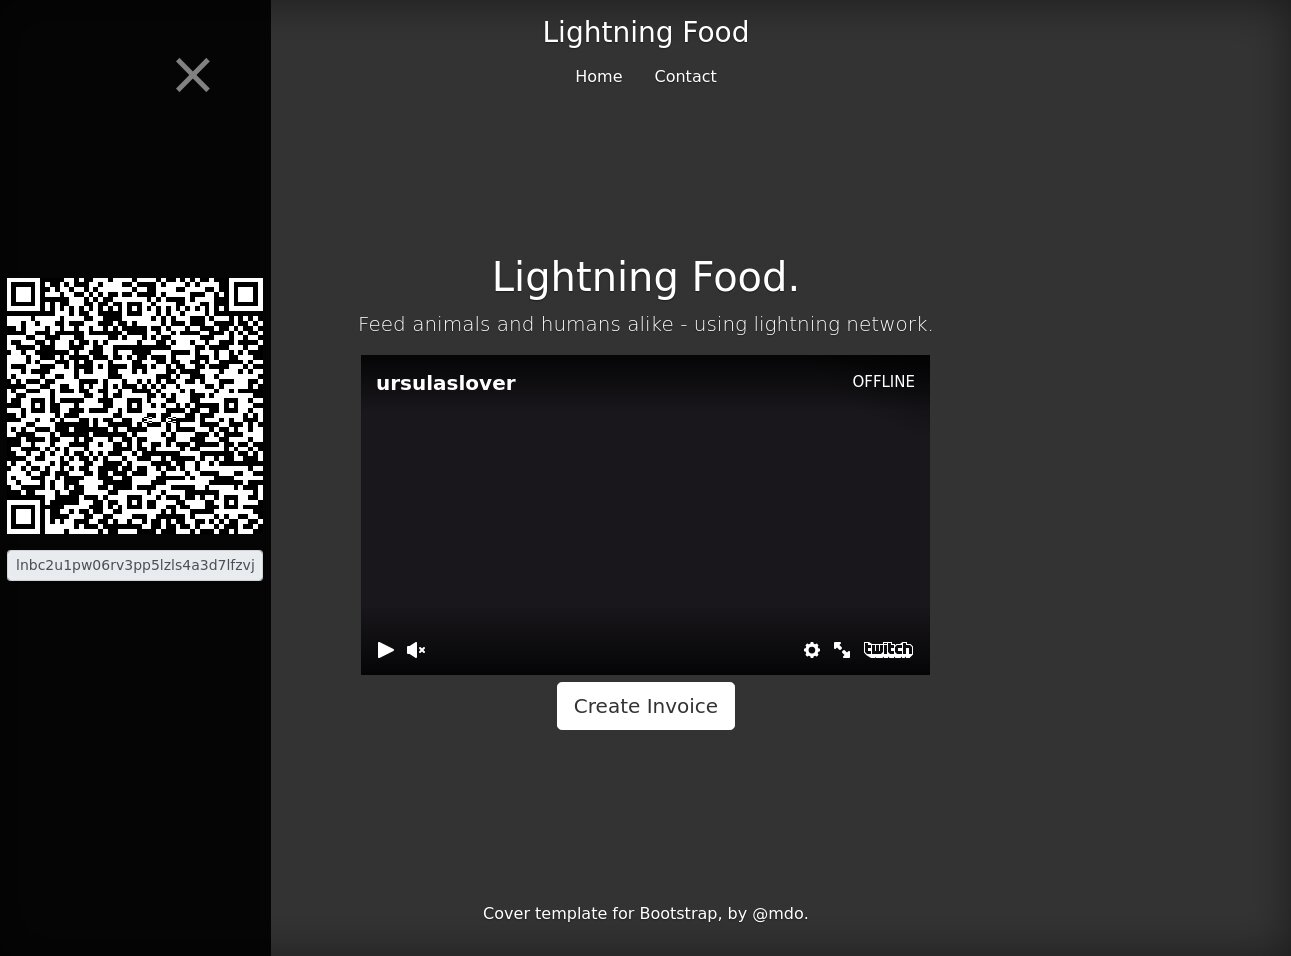 Lightning Food
Home Contact
Lightning Food.
Feed animals and humans alike - using lightning network.
ursulaslover
OFFLINE
lnbc2u1pw06rv3pp5lzls4a3d7lfzvj
twitch
Create Invoice
Cover template for Bootstrap, by @mdo.